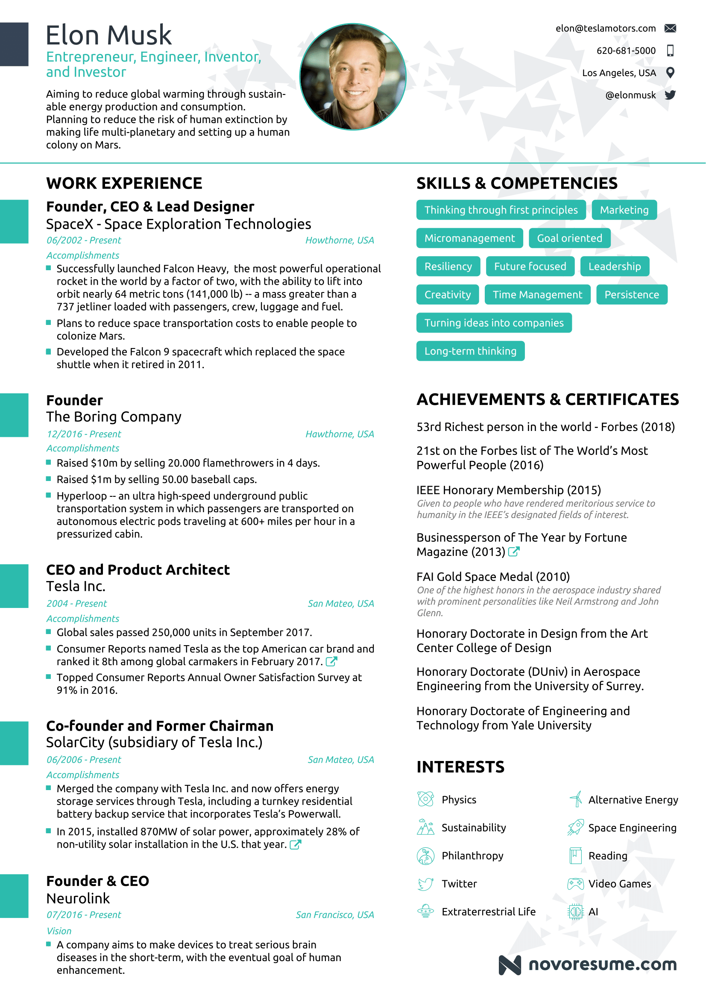 Elon Musk
Entrepreneur, Engineer, Inventor,
and Investor
Aiming to reduce global warming through sustain-
able energy production and consumption.
Planning to reduce the risk of human extinction by
making life multi-planetary and setting up a human
colony on Mars.
elon@teslamotors.com
620-681-5000
Los Angeles, USA
@elonmusk
WORK EXPERIENCE
Founder, CEO & Lead Designer
SpaceX - Space Exploration Technologies
06/2002 - Present Howthorne, USA
Accomplishments
Successfully launched Falcon Heavy,  the most powerful operational
rocket in the world by a factor of two, with the ability to lift into
orbit nearly 64 metric tons (141,000 lb) -- a mass greater than a
737 jetliner loaded with passengers, crew, luggage and fuel.
Plans to reduce space transportation costs to enable people to
colonize Mars.
Developed the Falcon 9 spacecraft which replaced the space
shuttle when it retired in 2011.
Founder
The Boring Company
12/2016 - Present Hawthorne, USA
Accomplishments
Raised $10m by selling 20.000 flamethrowers in 4 days.
Raised $1m by selling 50.00 baseball caps.
Hyperloop -- an ultra high-speed underground public
transportation system in which passengers are transported on
autonomous electric pods traveling at 600+ miles per hour in a
pressurized cabin.
CEO and Product Architect
Tesla Inc.
2004 - Present San Mateo, USA
Accomplishments
Global sales passed 250,000 units in September 2017.
Consumer Reports named Tesla as the top American car brand and
ranked it 8th among global carmakers in February 2017.
Topped Consumer Reports Annual Owner Satisfaction Survey at
91% in 2016.
Co-founder and Former Chairman
SolarCity (subsidiary of Tesla Inc.)
06/2006 - Present San Mateo, USA
Accomplishments
Merged the company with Tesla Inc. and now offers energy
storage services through Tesla, including a turnkey residential
battery backup service that incorporates Tesla's Powerwall.
In 2015, installed 870MW of solar power, approximately 28% of
non-utility solar installation in the U.S. that year.
Founder & CEO
Neurolink
07/2016 - Present San Francisco, USA
Vision
A company aims to make devices to treat serious brain
diseases in the short-term, with the eventual goal of human
enhancement.
SKILLS & COMPETENCIES
Thinking through first principles Marketing
Micromanagement Goal oriented
Resiliency Future focused Leadership
Creativity Time Management Persistence
Turning ideas into companies
Long-term thinking
ACHIEVEMENTS & CERTIFICATES
53rd Richest person in the world - Forbes (2018)
21st on the Forbes list of The World's Most
Powerful People (2016)
IEEE Honorary Membership (2015)
Given to people who have rendered meritorious service to
humanity in the IEEE's designated fields of interest.
Businessperson of The Year by Fortune
Magazine (2013)
FAI Gold Space Medal (2010)
One of the highest honors in the aerospace industry shared
with prominent personalities like Neil Armstrong and John
Glenn.
Honorary Doctorate in Design from the Art
Center College of Design
Honorary Doctorate (DUniv) in Aerospace
Engineering from the University of Surrey.
Honorary Doctorate of Engineering and
Technology from Yale University
INTERESTS
Physics Alternative Energy
Sustainability Space Engineering
Philanthropy Reading
Twitter Video Games
Extraterrestrial Life AI
novoresume.com